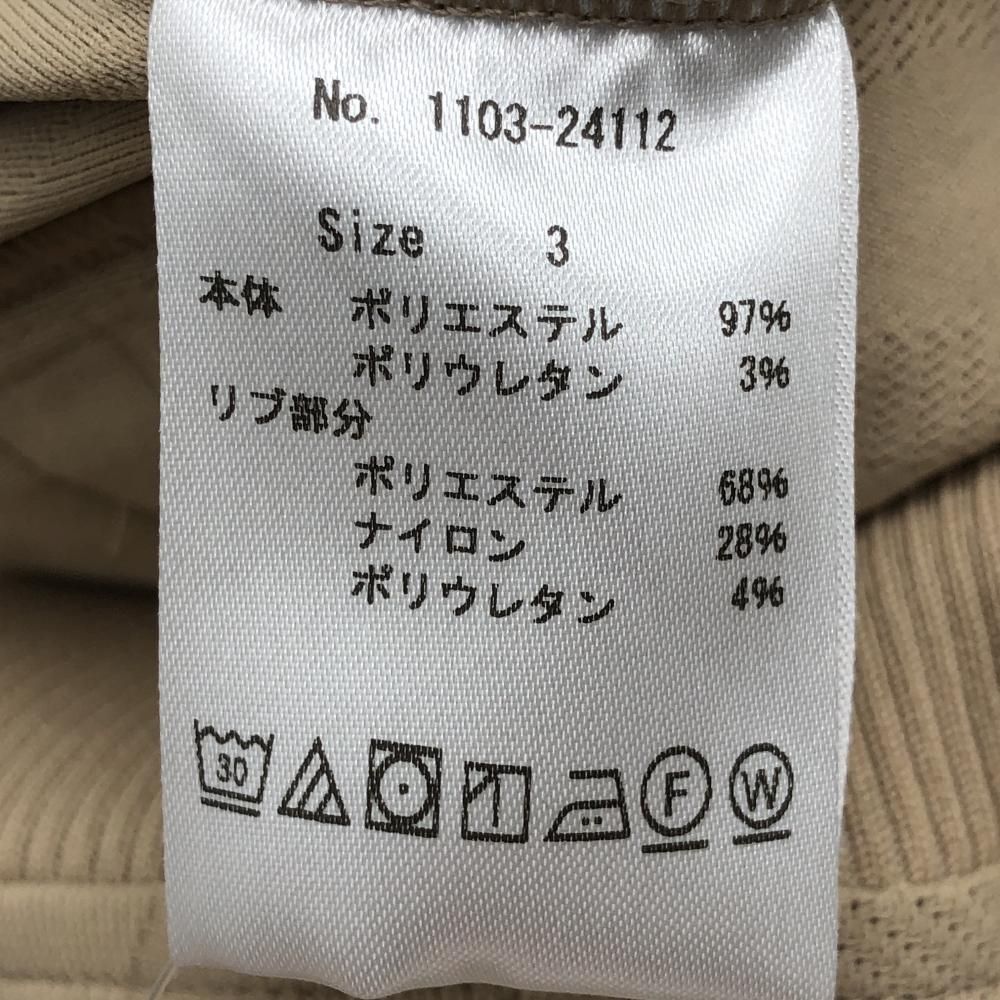 No. 1103-24112
Size 3
本体 ポリエステル 97%
ポリウレタン 3%
リブ部分
ポリエステル 68%
ナイロン 28%
ポリウレタン 4%
30 F W